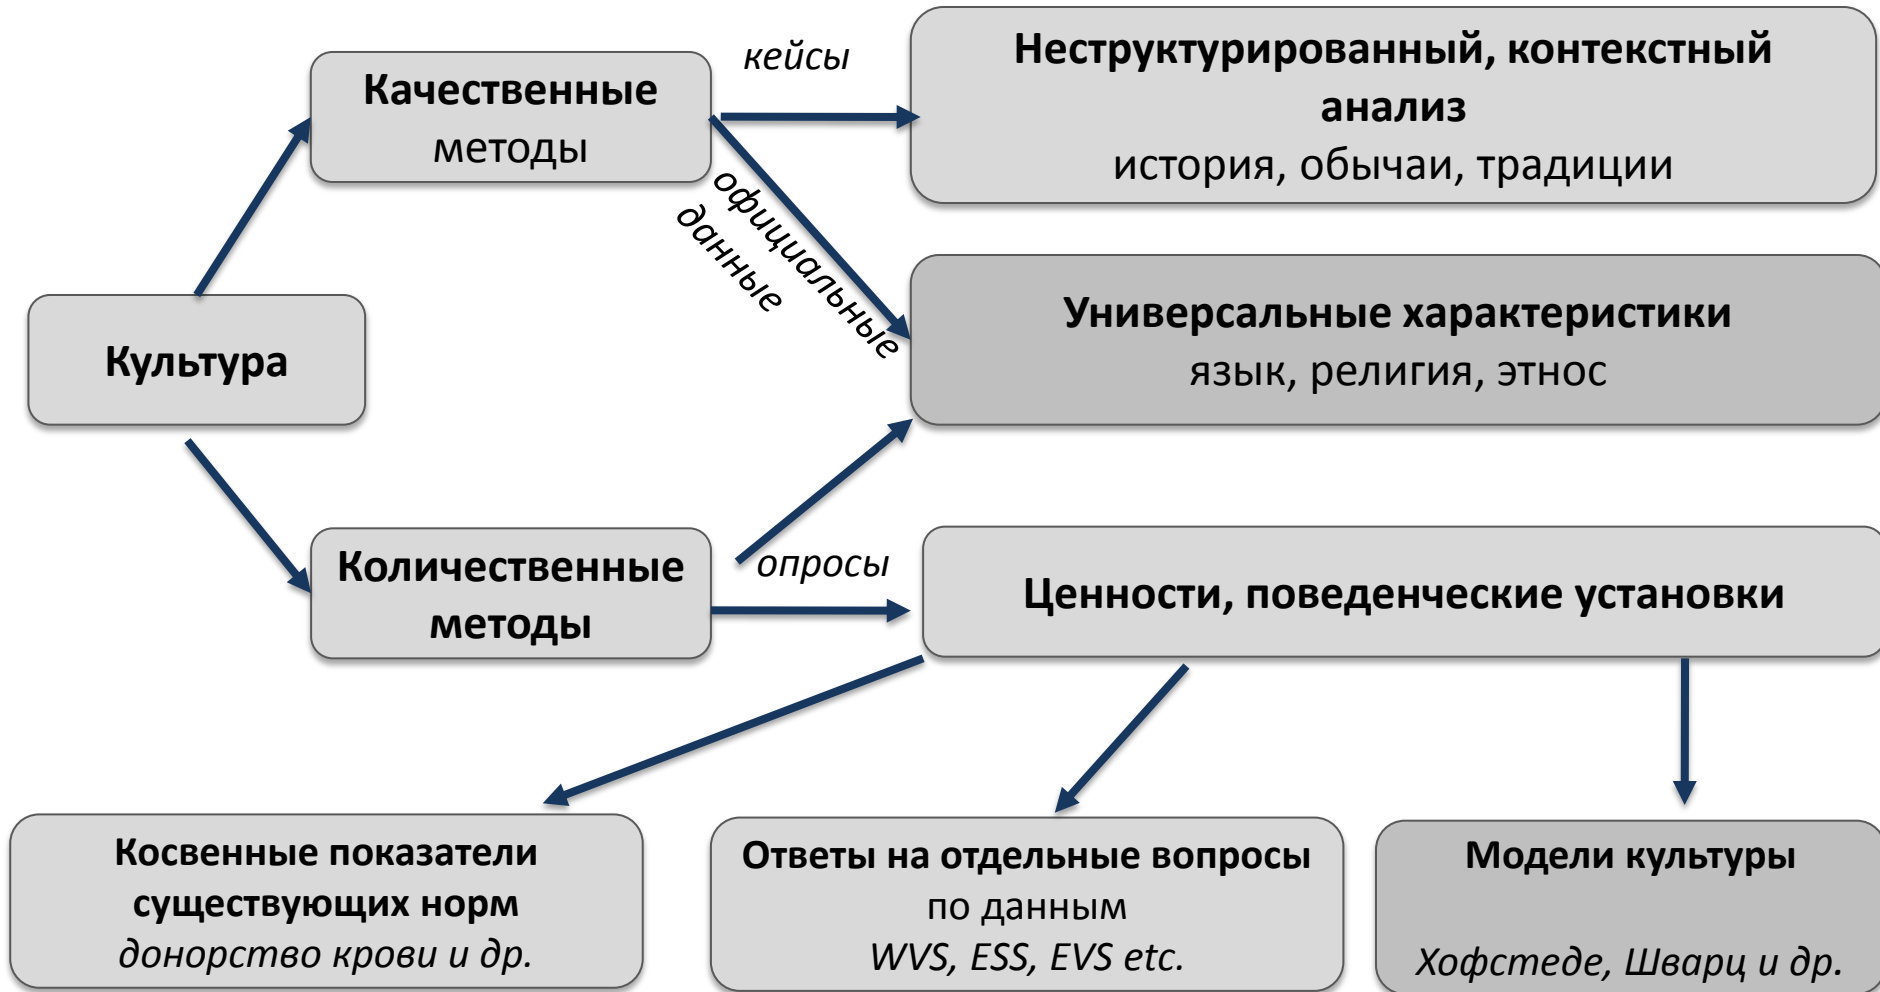 кейсы
Неструктурированный, контекстный
анализ
история, обычаи, традиции
Качественные
методы
официальные
данные
Универсальные характеристики
язык, религия, этнос
Культура
Количественные
методы
опросы
Ценности, поведенческие установки
Косвенные показатели
существующих норм
донорство крови и др.
Ответы на отдельные вопросы
по данным
WVS, ESS, EVS etc.
Модели культуры
Хофстеде, Шварц и др.